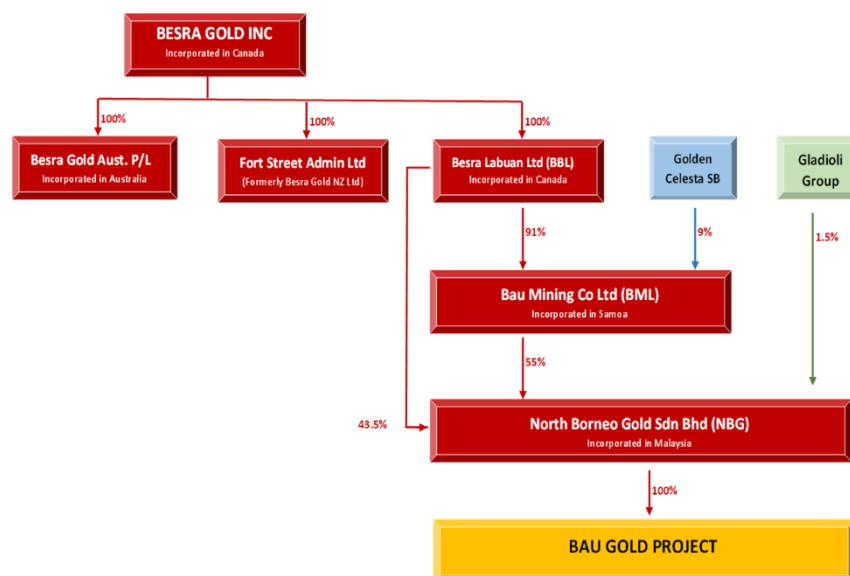 BESRA GOLD INC
Incorporated in Canada
100%
100%
100%
Besra Gold Aust. P/L
Incorporated in Australia
Fort Street Admin Ltd
(Formerly Besra Gold NZ Ltd)
Besra Labuan Ltd (BBL)
Incorporated in Canada
Golden
Celesta SB
Gladioli
Group
91%
9%
1.5%
Bau Mining Co Ltd (BML)
Incorporated in Samoa
55%
43.5%
North Borneo Gold Sdn Bhd (NBG)
Incorporated in Malaysia
100%
BAU GOLD PROJECT